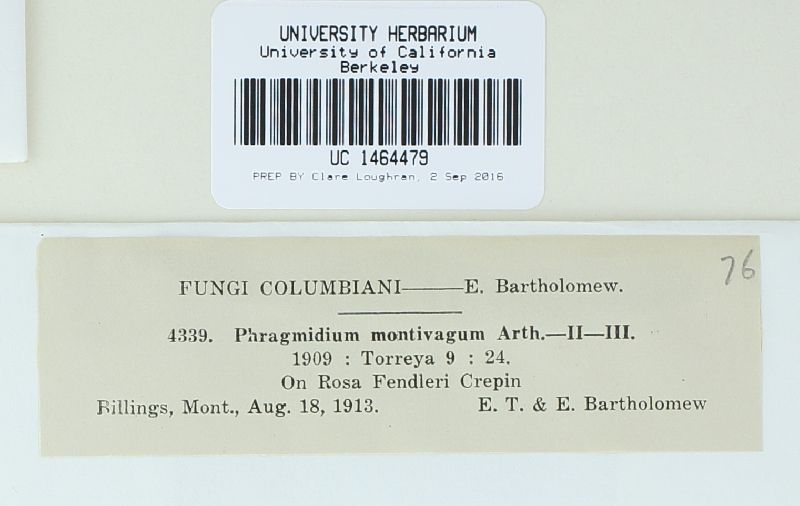 UNIVERSITY HERBARIUM
University of California
Berkeley
UC 1464479
PREP BY Clare Loughran, 2 Sep 2016
76
FUNGI COLUMBIANI——E. Bartholomew.
4339. Phragmidium montivagum Arth.—II—III.
1909 : Torreya 9 : 24.
On Rosa Fendleri Crepin
Billings, Mont., Aug. 18, 1913. E. T. & E. Bartholomew